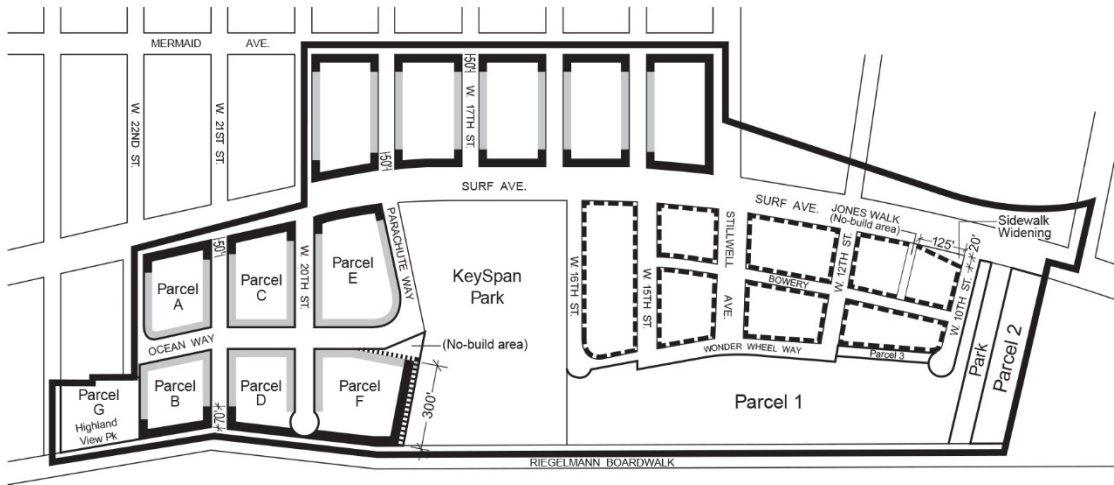 MERMAID AVE.
W. 22ND ST.
W. 21ST ST.
50'
W. 17TH ST.
50'
SURF AVE.
SURF AVE.
JONES WALK
(No-build area)
Sidewalk
Widening
125'
20'
50'
W. 20TH ST.
PARACHUTE WAY
Parcel
A
Parcel
C
Parcel
E
KeySpan
Park
W. 16TH ST.
W. 15TH ST.
STILLWELL
AVE.
W. 12TH ST.
BOWERY
W. 10TH ST.
OCEAN WAY
(No-build area)
WONDER WHEEL WAY
Parcel 3
Park
Parcel 2
Parcel
G
Highland
View Pk
Parcel
B
Parcel
D
Parcel
F
70'
300'
Parcel 1
RIEGELMANN BOARDWALK